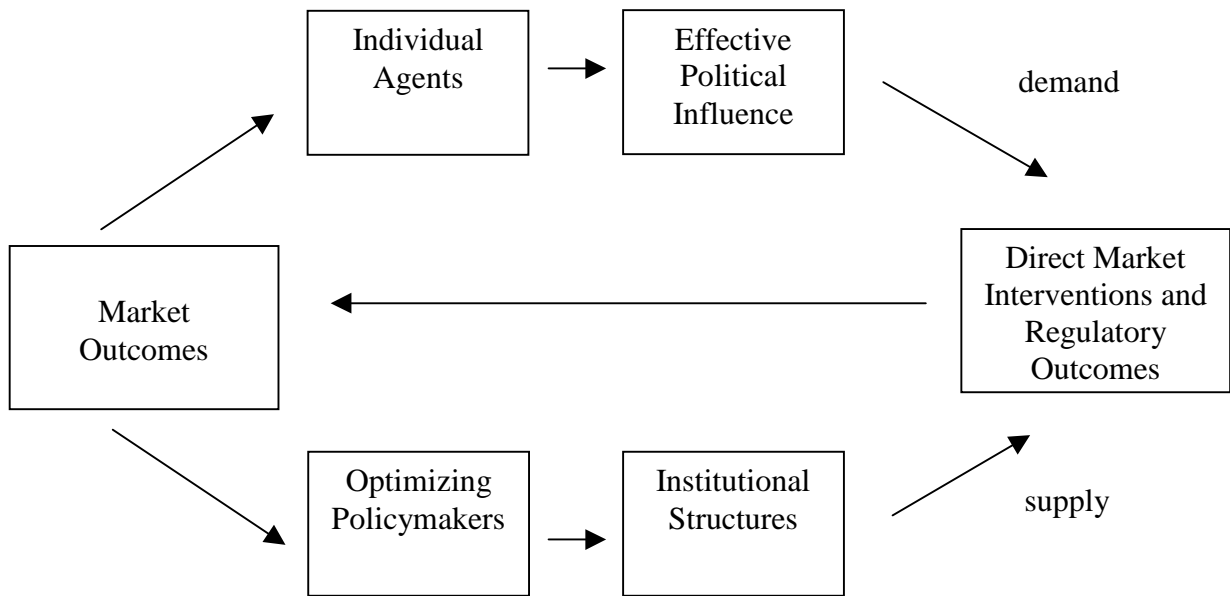 Individual
Agents
Effective
Political
Influence
demand
Market
Outcomes
Direct Market
Interventions and
Regulatory
Outcomes
Optimizing
Policymakers
Institutional
Structures
supply